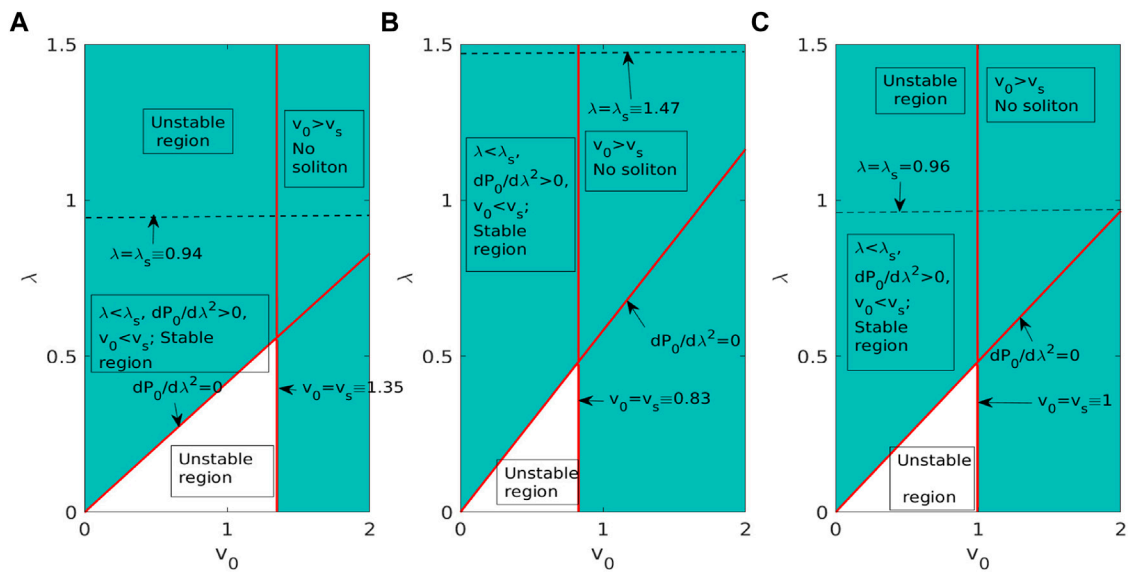 A
1.5
1
0.5
0
0
1
2
λ
v0
Unstable
region
v0>vs
No
soliton
λ=λs≡0.94
λ<λs, dP0/dλ2>0,
v0<vs; Stable
region
dP0/dλ2=0
v0=vs≡1.35
Unstable
region
B
1.5
1
0.5
0
0
1
2
λ
v0
λ=λs≡1.47
λ<λs,
dP0/dλ2>0,
v0<vs;
Stable
region
v0>vs
No soliton
dP0/dλ2=0
v0=vs≡0.83
Unstable
region
C
1.5
1
0.5
0
0
1
2
λ
v0
Unstable
region
v0>vs
No soliton
λ=λs=0.96
λ<λs,
dP0/dλ2>0,
v0<vs;
Stable
region
dP0/dλ2=0
v0=vs≡1
Unstable
region